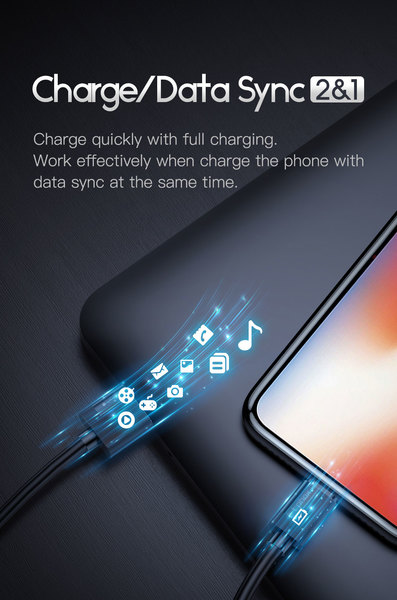 Charge/Data Sync 2&1
Charge quickly with full charging.
Work effectively when charge the phone with
data sync at the same time.